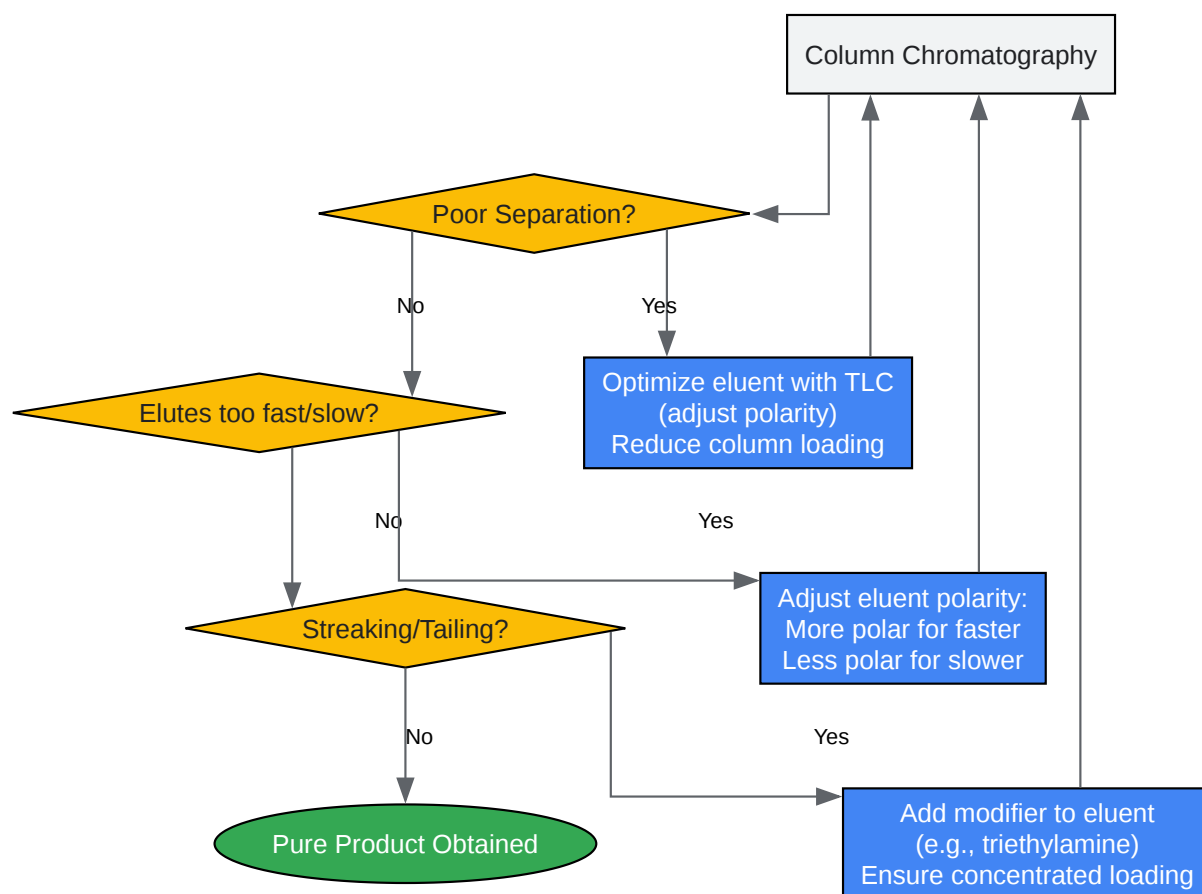 Column Chromatography
Poor Separation?
No
Yes
Optimize eluent with TLC
(adjust polarity)
Reduce column loading
Elutes too fast/slow?
No
Yes
Adjust eluent polarity:
More polar for faster
Less polar for slower
Streaking/Tailing?
No
Yes
Add modifier to eluent
(e.g., triethylamine)
Ensure concentrated loading
Pure Product Obtained